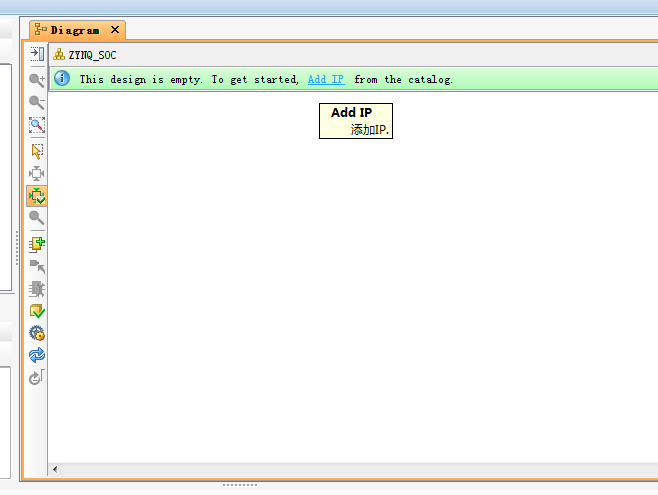 Diagram
ZYNQ_SOC
This design is empty. To get started, Add IP from the catalog.
Add IP
添加IP.